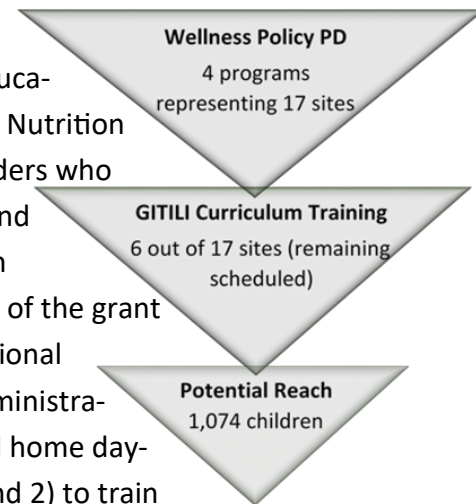 uca-
Nutrition
ders who
nd
n
of the grant
ional
ministra-
l home day-
nd 2) to train
Wellness Policy PD
4 programs
representing 17 sites
GITILI Curriculum Training
6 out of 17 sites (remaining
scheduled)
Potential Reach
1,074 children